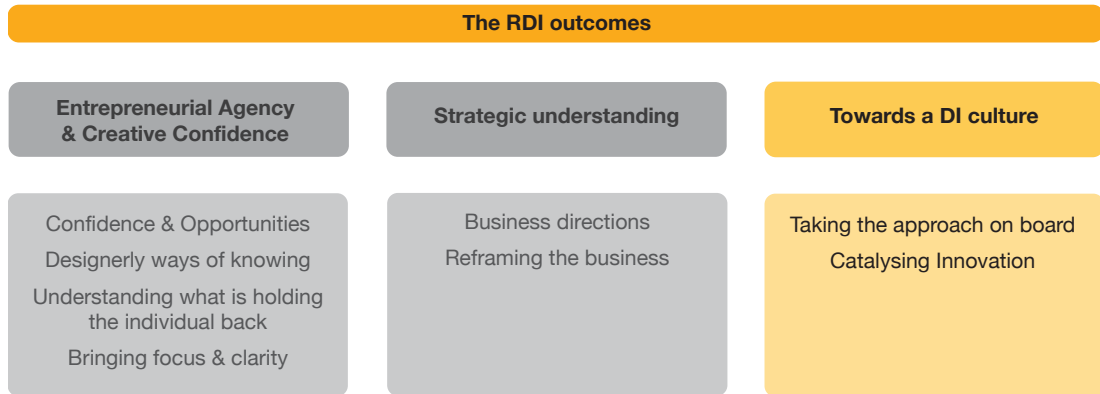 The RDI outcomes
Entrepreneurial Agency
& Creative Confidence
Strategic understanding
Towards a DI culture
Confidence & Opportunities
Designerly ways of knowing
Understanding what is holding
the individual back
Bringing focus & clarity
Business directions
Reframing the business
Taking the approach on board
Catalysing Innovation